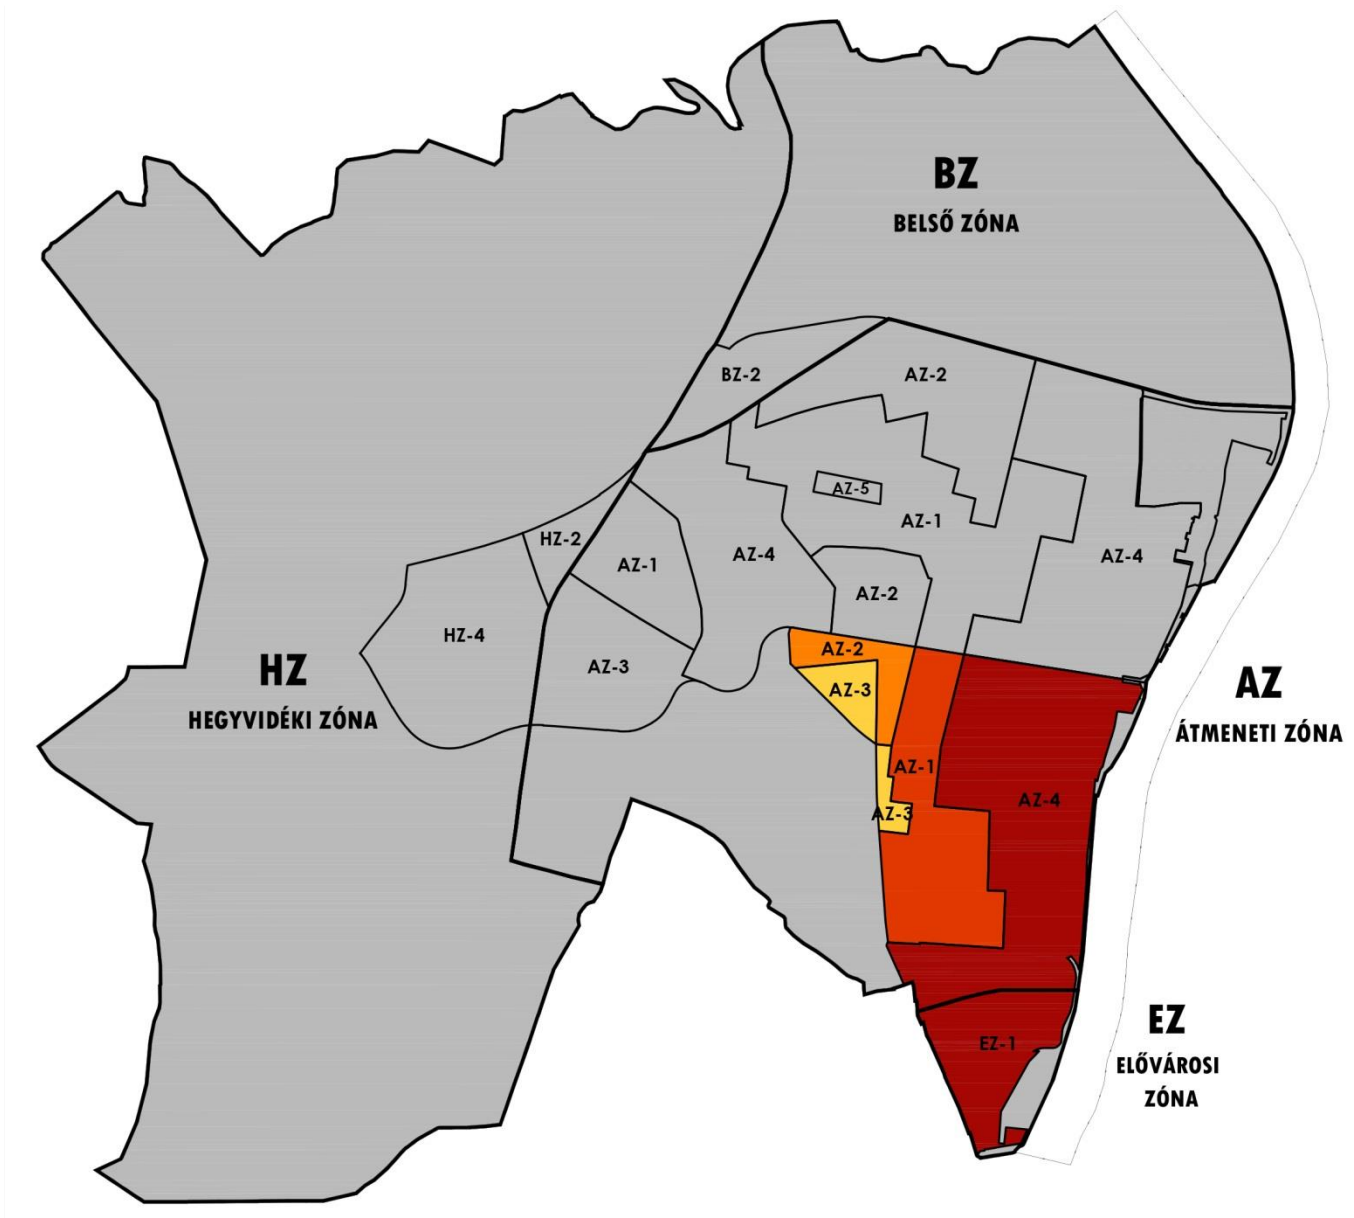 BZ
BELSŐ ZÓNA
BZ-2
AZ-2
AZ-5
AZ-1
HZ-2
AZ-1
AZ-4
AZ-4
AZ-2
HZ-4
AZ-3
AZ-2
HZ
HEGYVIDÉKI ZÓNA
AZ-3
AZ
ÁTMENETI ZÓNA
AZ-1
AZ-4
AZ-3
EZ
ELŐVÁROSI
ZÓNA
EZ-1